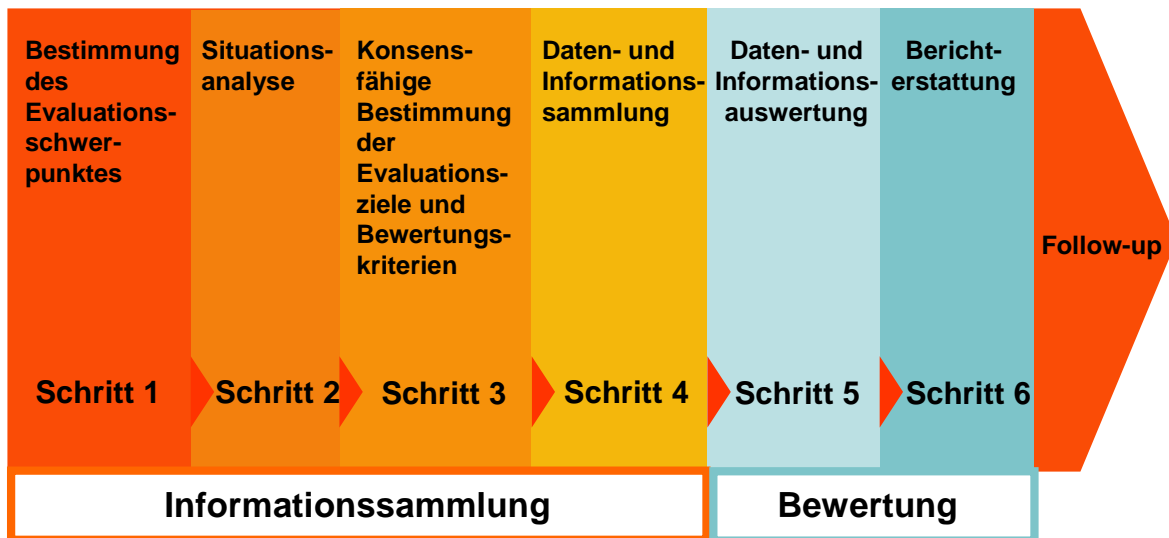 Bestimmung
des
Evaluations-
schwer-
punktes
Situations-
analyse
Konsens-
fähige
Bestimmung
der
Evaluations-
ziele und
Bewertungs-
kriterien
Daten- und
Informations-
sammlung
Daten- und
Informations-
auswertung
Bericht-
erstattung
Follow-up
Schritt 1
Schritt 2
Schritt 3
Schritt 4
Schritt 5
Schritt 6
Informationssammlung
Bewertung